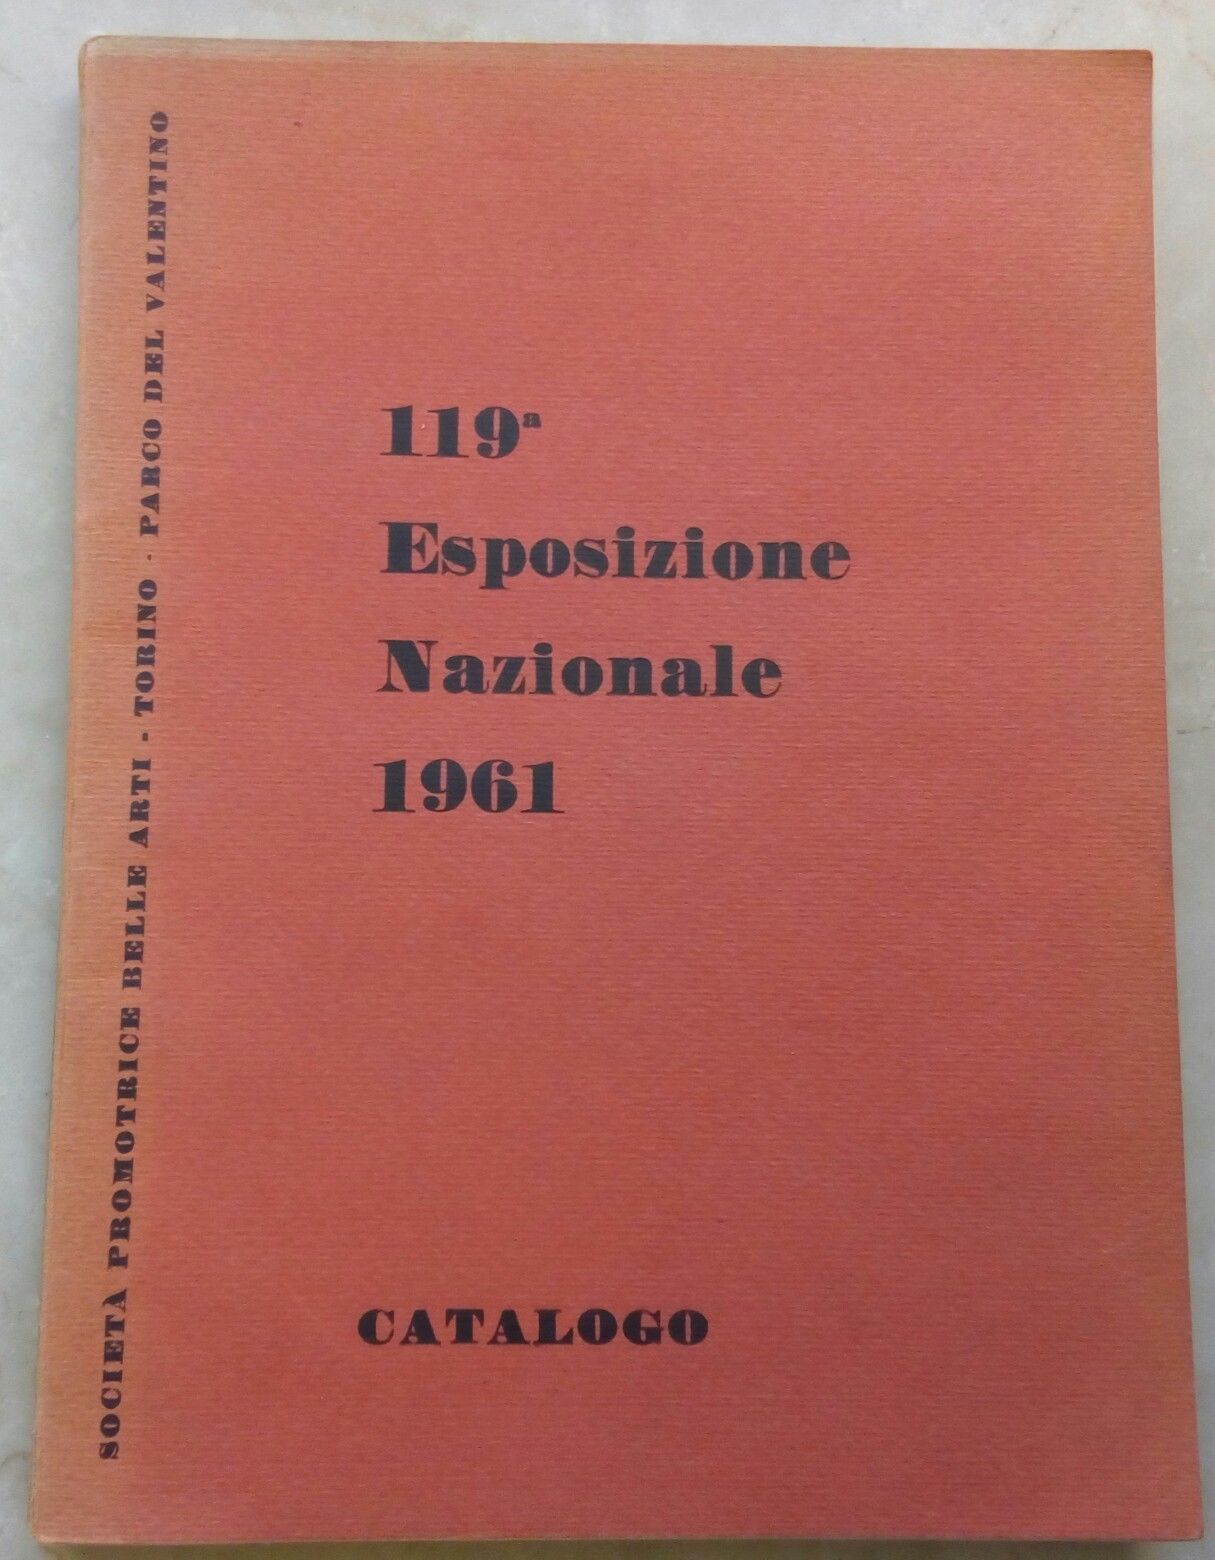 SOCIETÀ PROMOTRICE BELLE ARTI - TORINO · PARCO DEL VALENTINO
119ª
Esposizione
Nazionale
1961
CATALOGO